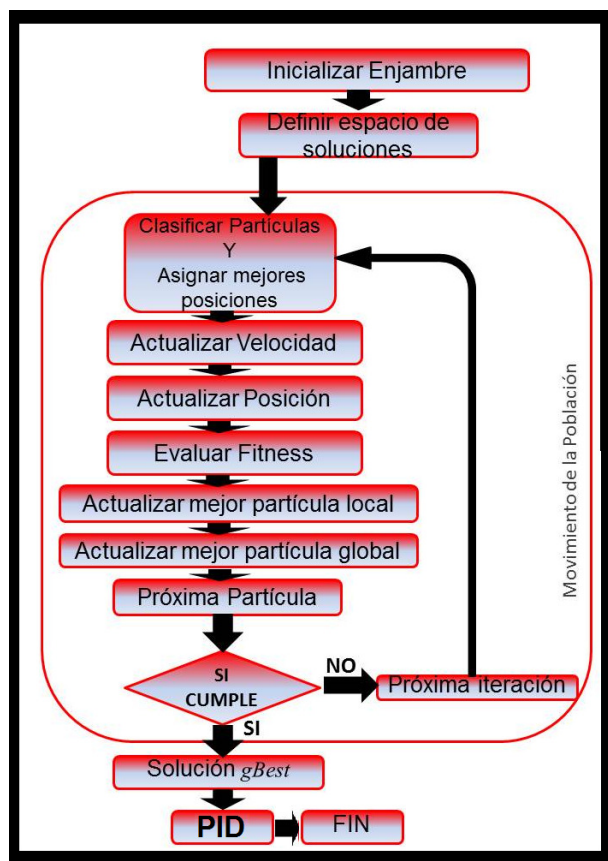 Inicializar Enjambre
Definir espacio de
soluciones
Clasificar Partículas
Y
Asignar mejores
posiciones
Actualizar Velocidad
Actualizar Posición
Evaluar Fitness
Actualizar mejor partícula local
Actualizar mejor partícula global
Próxima Partícula
SI
CUMPLE
NO
Próxima iteración
SI
Solución gBest
PID
FIN
Movimiento de la Población